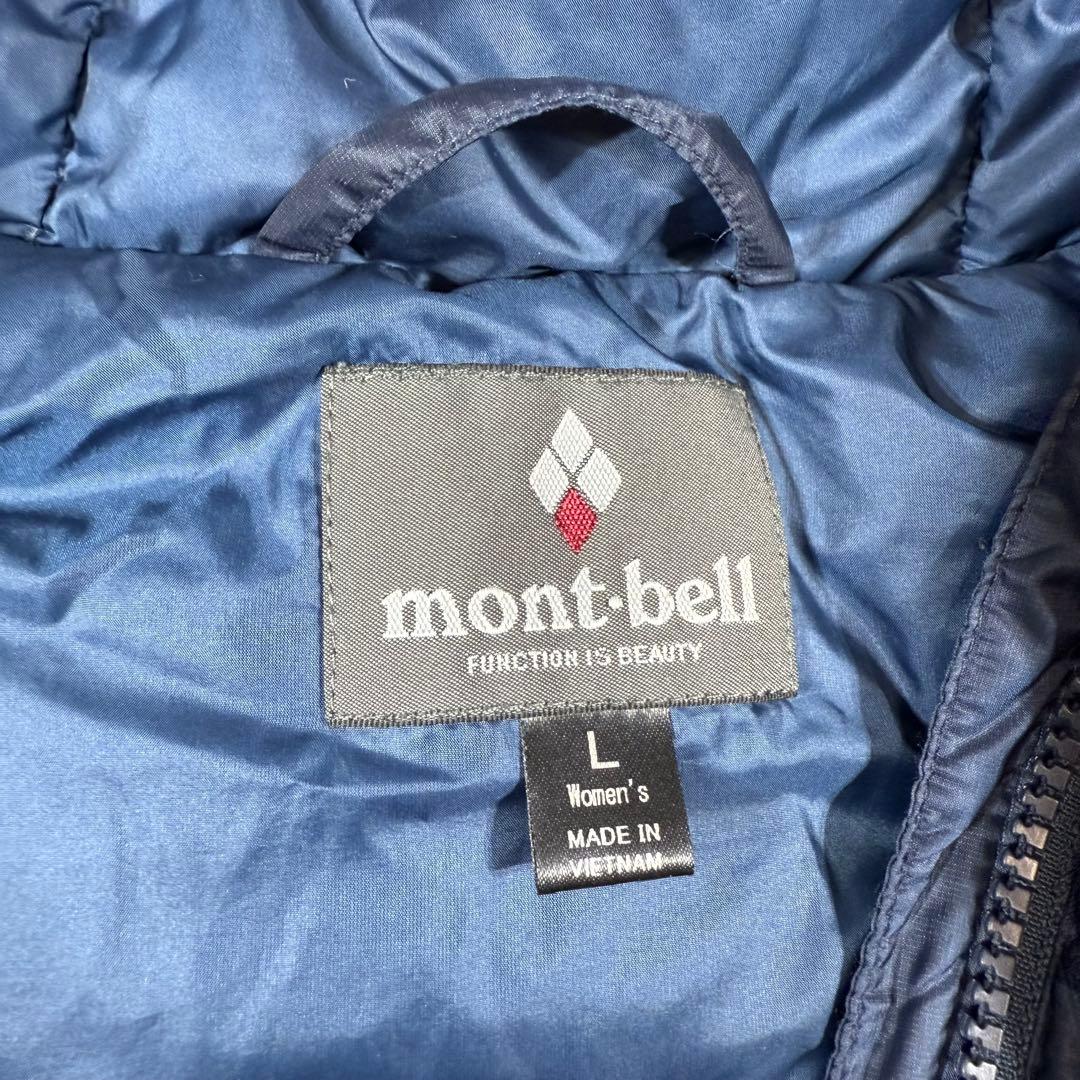 mont·bell
FUNCTION IS BEAUTY
L
Women's
MADE IN
VIETNAM